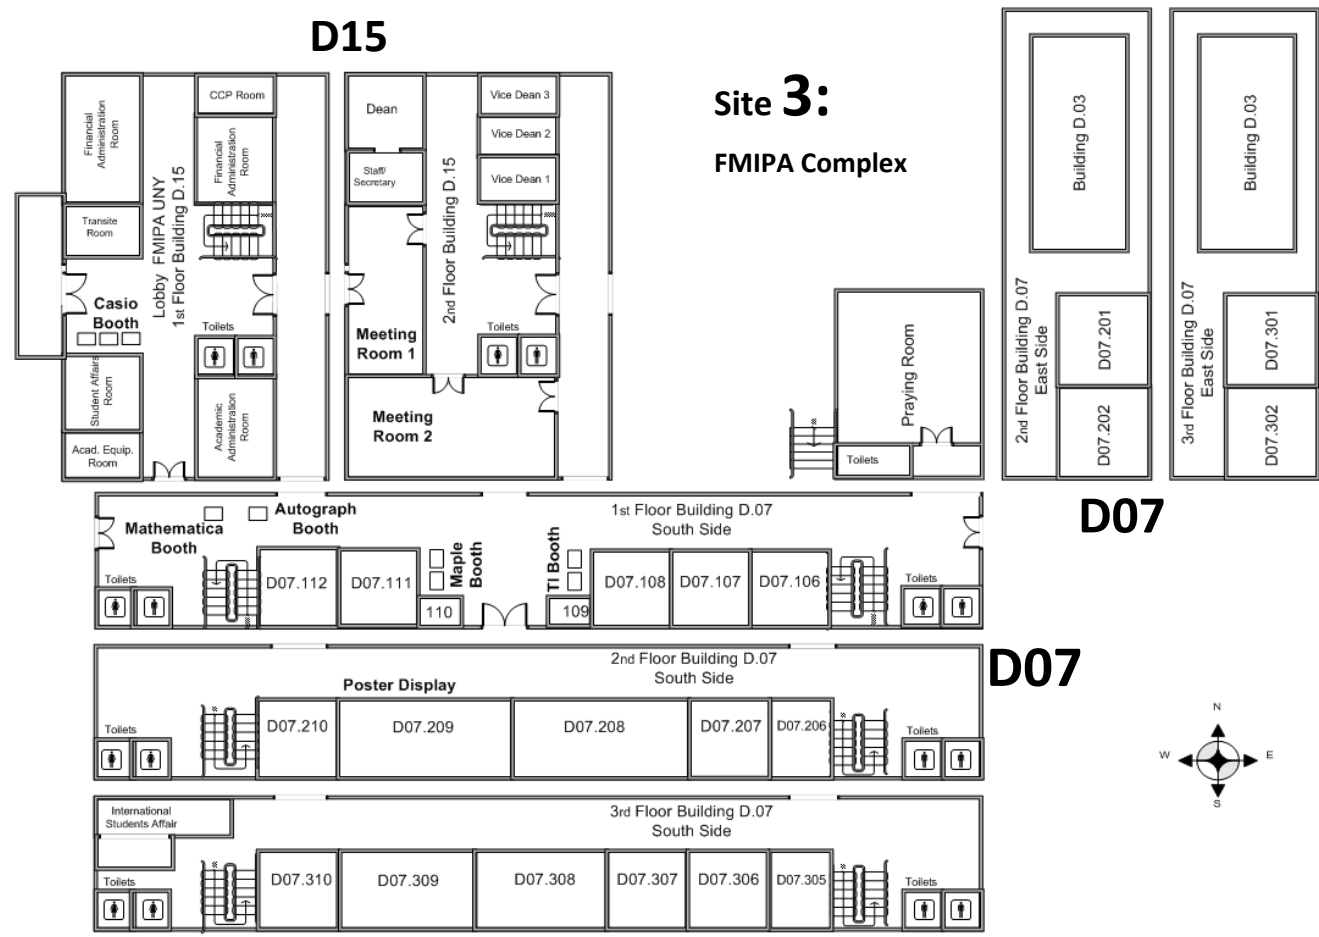 D15
Site 3:
FMIPA Complex
Financial
Administration
Room
CCP Room
Financial
Administration
Room
Transite
Room
Lobby FMIPA UNY
1st Floor Building D.15
Casio
Booth
Toilets
Student Affairs
Room
Academic
Administration
Room
Acad. Equip.
Room
Dean
Staff/
Secretary
Vice Dean 3
Vice Dean 2
Vice Dean 1
2nd Floor Building D.15
Meeting
Room 1
Toilets
Meeting
Room 2
Praying Room
Toilets
Building D.03
2nd Floor Building D.07
East Side
D07.201
D07.202
Building D.03
3rd Floor Building D.07
East Side
D07.301
D07.302
D07
Mathematica
Booth
Autograph
Booth
1st Floor Building D.07
South Side
Maple
Booth
TI Booth
Toilets
D07.112
D07.111
110
109
D07.108
D07.107
D07.106
Toilets
D07
2nd Floor Building D.07
South Side
Poster Display
Toilets
D07.210
D07.209
D07.208
D07.207
D07.206
Toilets
N
W
E
S
International
Students Affair
3rd Floor Building D.07
South Side
Toilets
D07.310
D07.309
D07.308
D07.307
D07.306
D07.305
Toilets